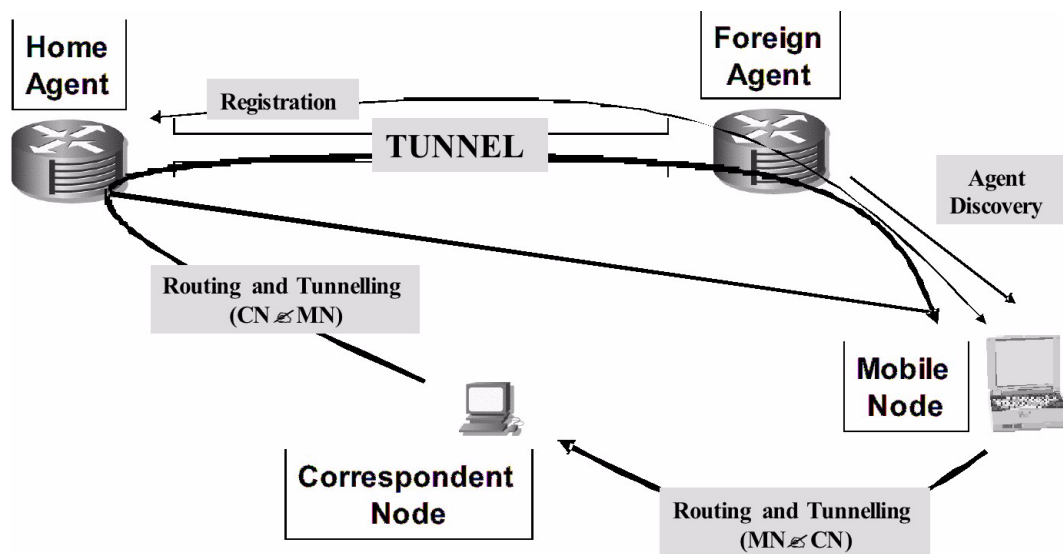 Home
Agent
Foreign
Agent
Registration
TUNNEL
Agent
Discovery
Routing and Tunnelling
(CN✍MN)
Mobile
Node
Correspondent
Node
Routing and Tunnelling
(MN✍CN)